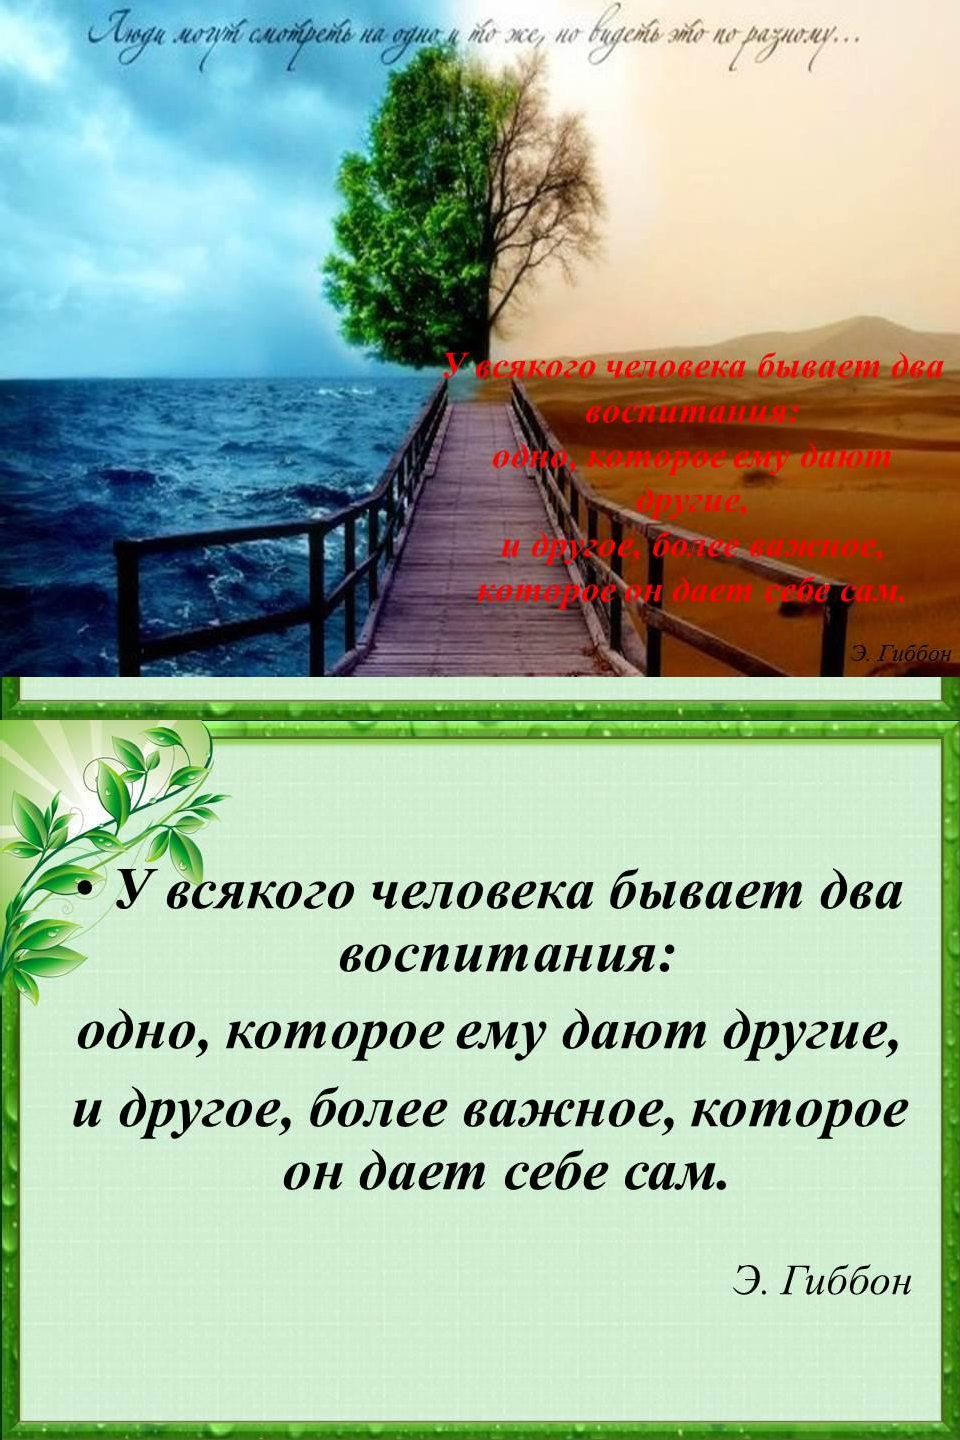 Люди могут смотреть на одно и то же, но видеть это по разному...
У всякого человека бывает два
воспитания:
одно, которое ему дают
другие,
и другое, более важное,
которое он дает себе сам.
Э. Гиббон
• У всякого человека бывает два
воспитания:
одно, которое ему дают другие,
и другое, более важное, которое
он дает себе сам.
Э. Гиббон